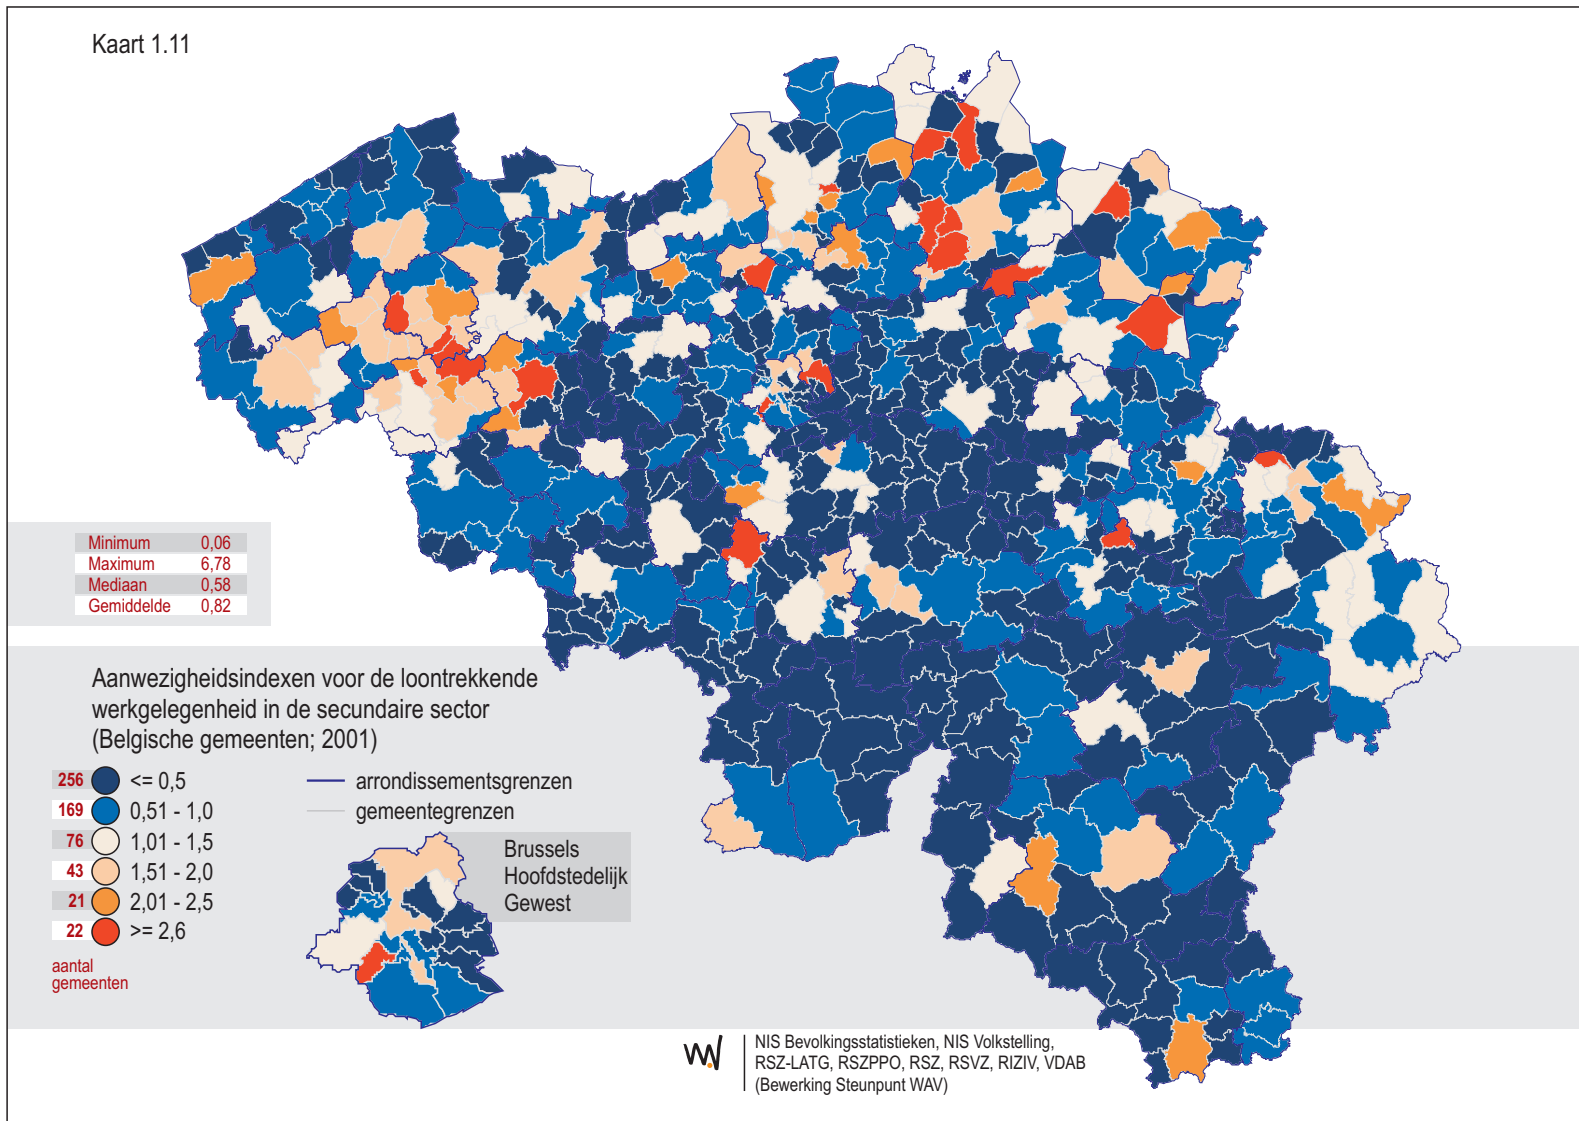 Kaart 1.11
Minimum 0,06
Maximum 6,78
Mediaan 0,58
Gemiddelde 0,82
Aanwezigheidsindexen voor de loontrekkende
werkgelegenheid in de secundaire sector
(Belgische gemeenten; 2001)
256 <= 0,5
169 0,51 - 1,0
76 1,01 - 1,5
43 1,51 - 2,0
21 2,01 - 2,5
22 >= 2,6
aantal
gemeenten
arrondissementsgrenzen
gemeentegrenzen
Brussels
Hoofdstedelijk
Gewest
NIS Bevolkingsstatistieken, NIS Volkstelling,
RSZ-LATG, RSZPPO, RSZ, RSVZ, RIZIV, VDAB
(Bewerking Steunpunt WAV)